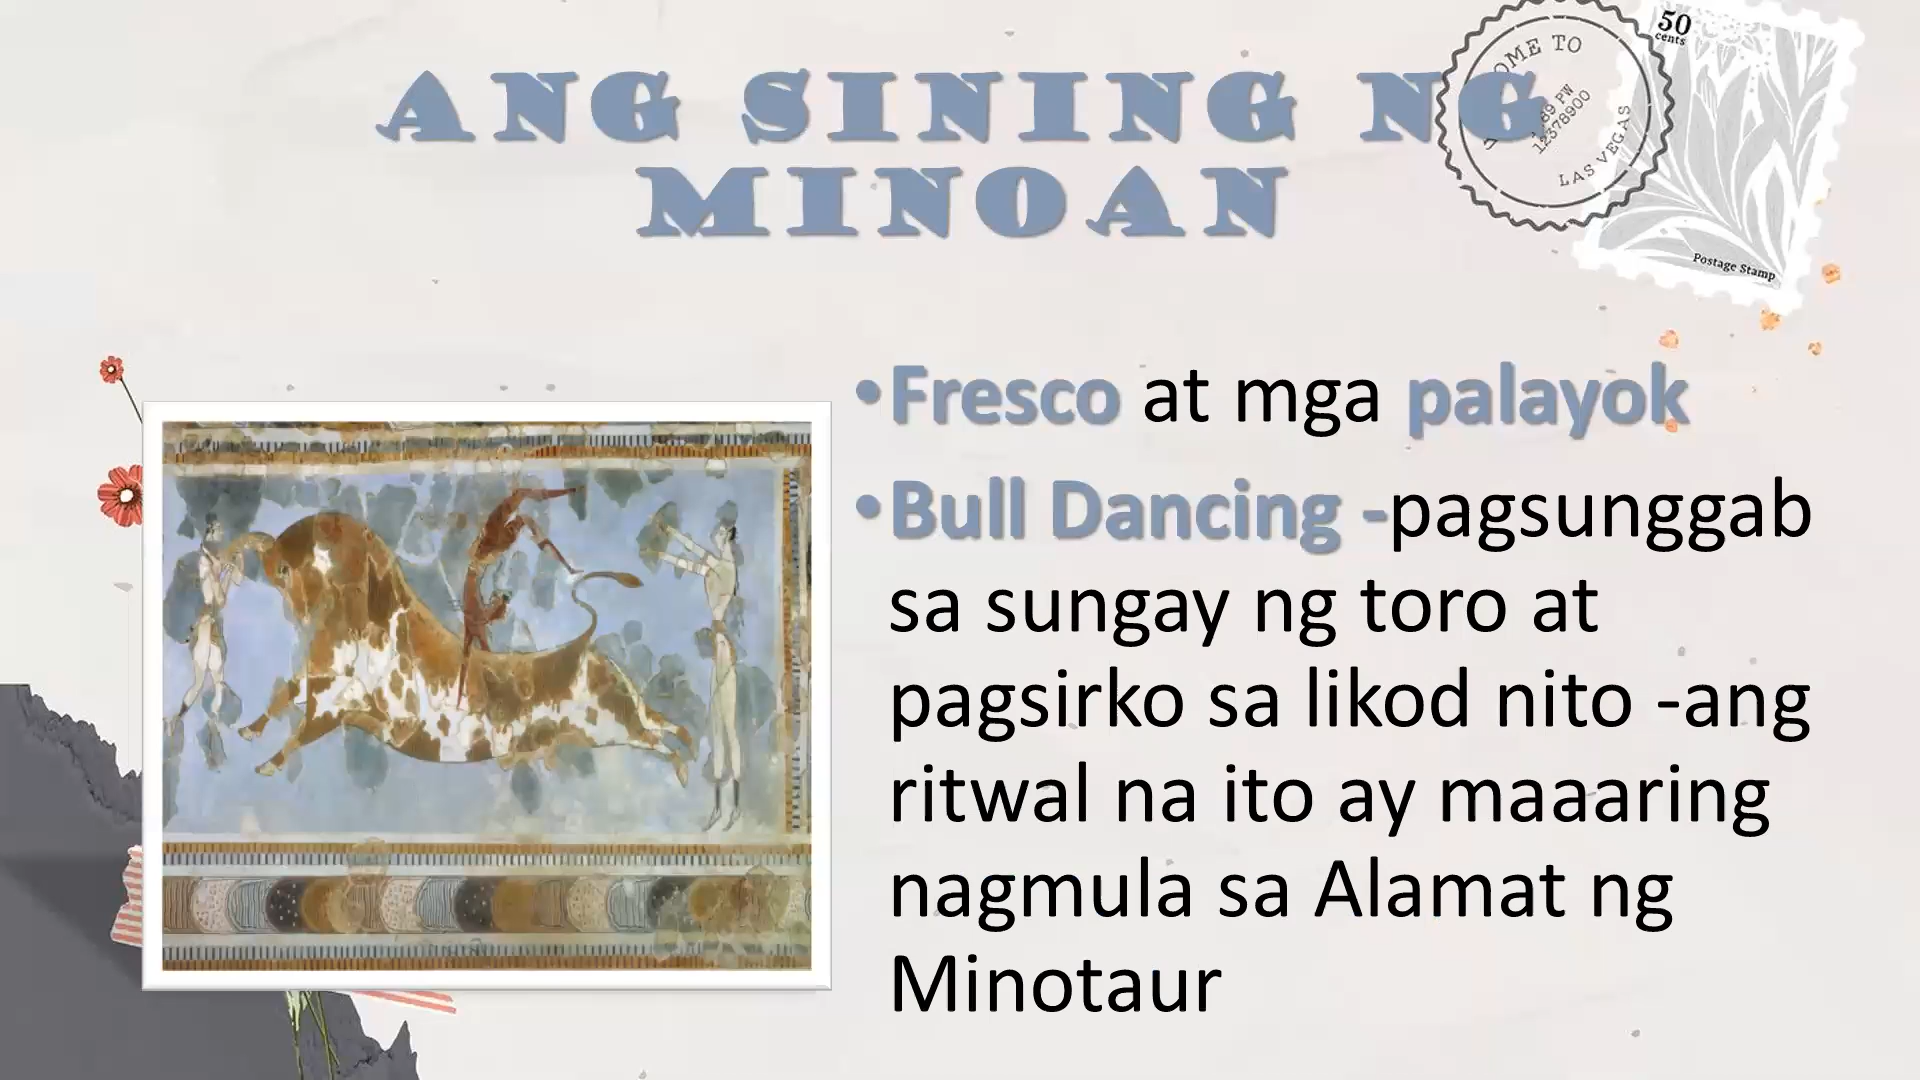 ANG SINING NG
MINOAN
50
cents
OME TO
12378900
LAS VEGAS
Postage Stamp
•Fresco at mga palayok
•Bull Dancing -pagsunggab
sa sungay ng toro at
pagsirko sa likod nito -ang
ritwal na ito ay maaaring
nagmula sa Alamat ng
Minotaur